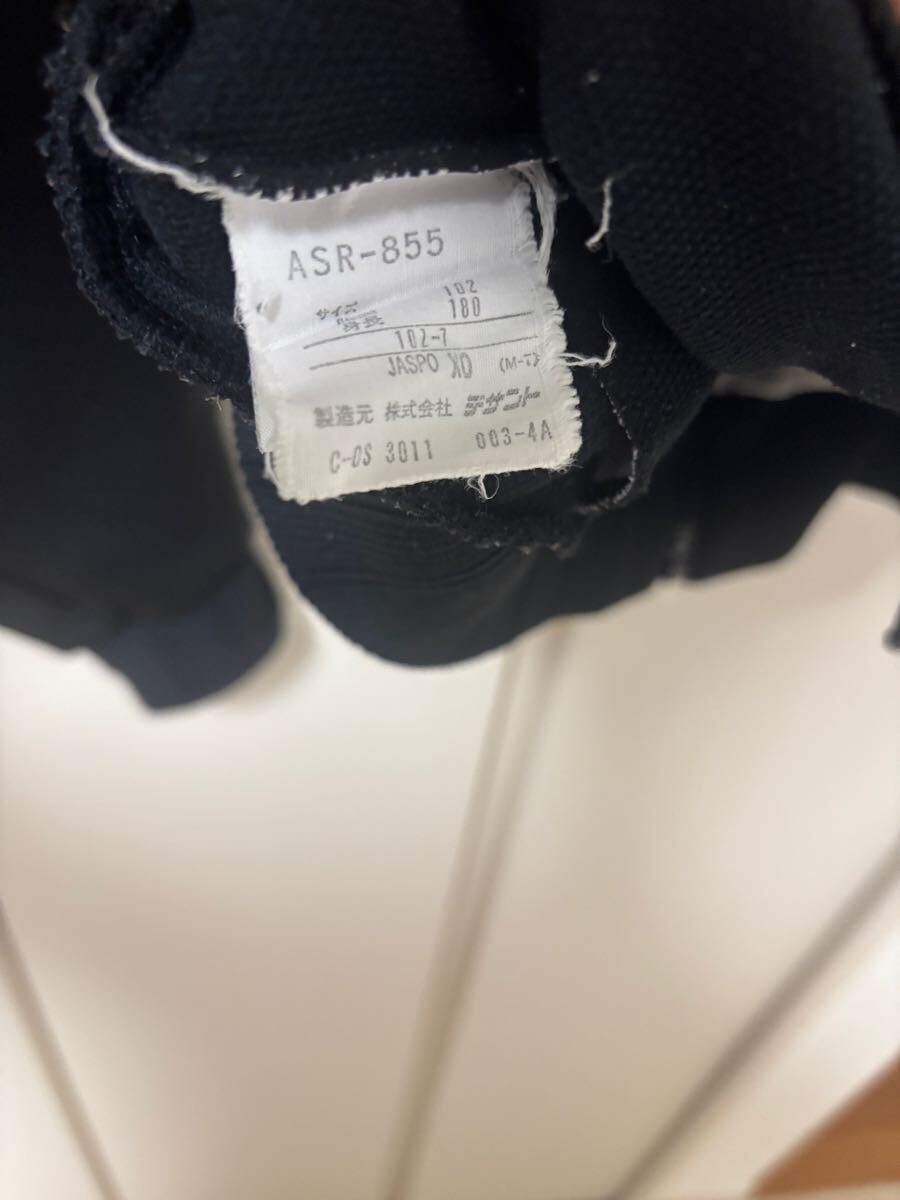 ASR-855
サイズ 102
身長 180
102-7
JASPO XO (M-7)
製造元 株式会社 デサント
C-OS 3011 003-4A